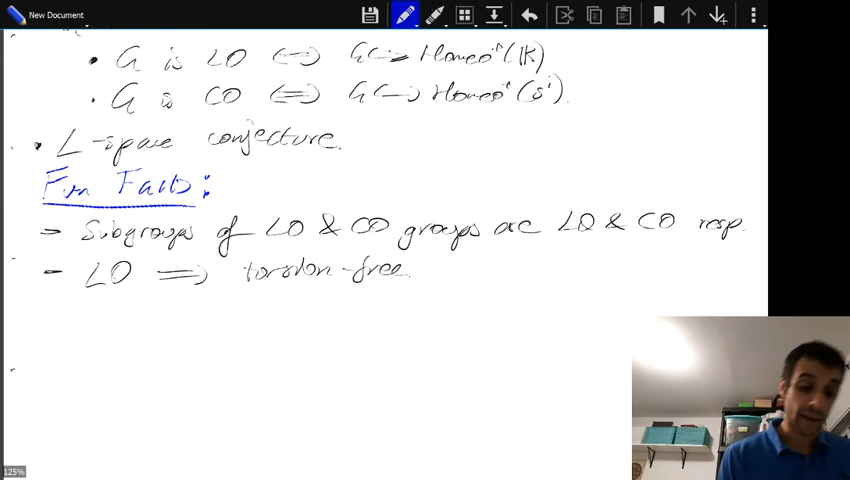 New Document
• G is LO ⟺ G ↪ Homeo⁺(ℝ)
• G is CO ⟺ G ↪ Homeo⁺(S¹).
• L-space conjecture.
Fun Facts:
- Subgroups of LO & CO groups are LO & CO resp.
- LO ⟹ torsion-free.
125%